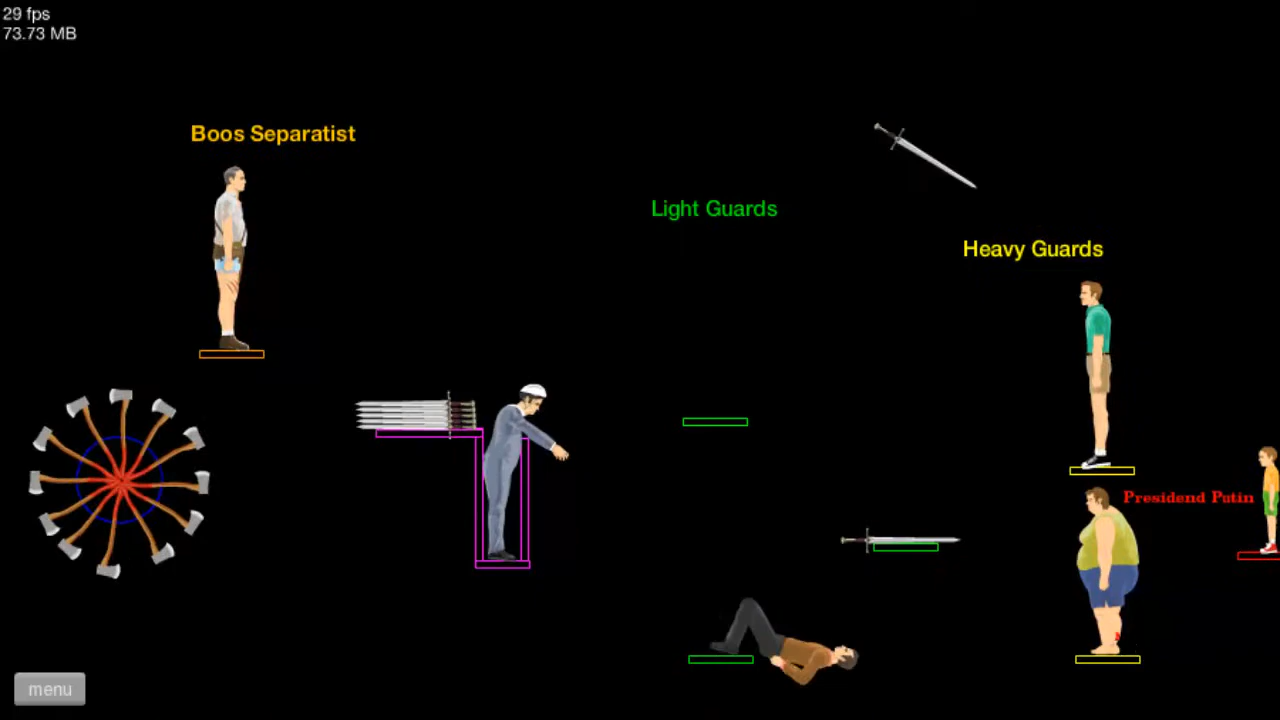 29 fps
73.73 MB
Boos Separatist
Light Guards
Heavy Guards
Presidend Putin
menu